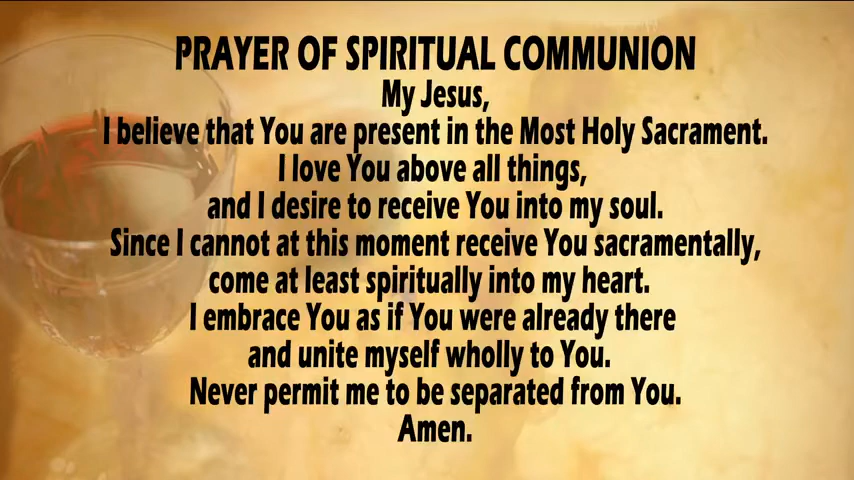 PRAYER OF SPIRITUAL COMMUNION
My Jesus,
I believe that You are present in the Most Holy Sacrament.
I love You above all things,
and I desire to receive You into my soul.
Since I cannot at this moment receive You sacramentally,
come at least spiritually into my heart.
I embrace You as if You were already there
and unite myself wholly to You.
Never permit me to be separated from You.
Amen.